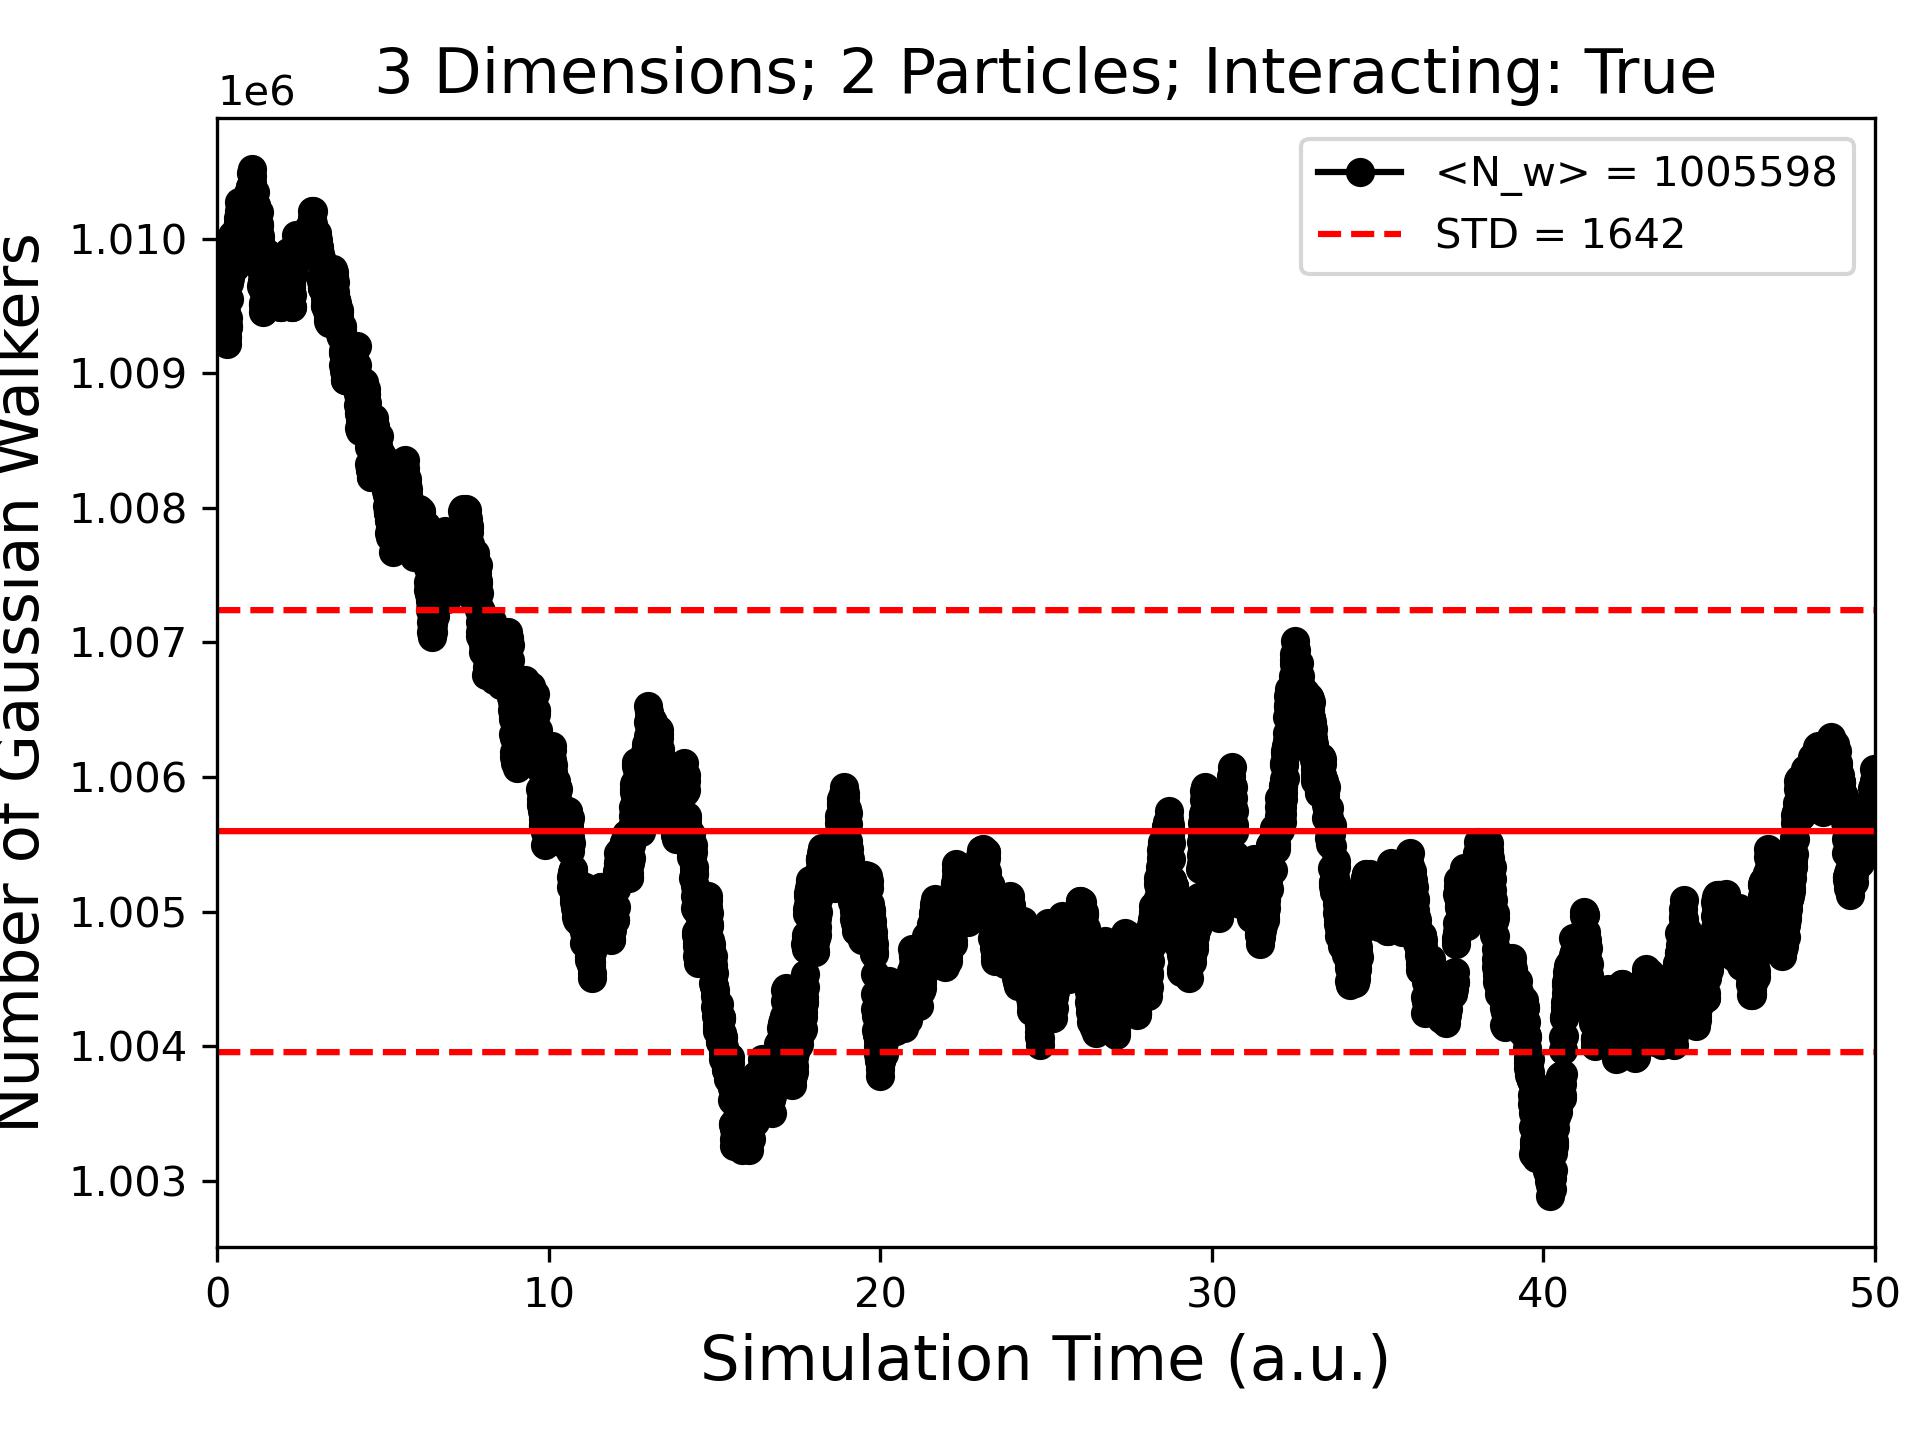 3 Dimensions; 2 Particles; Interacting: True
1e6
<N_w> = 1005598
STD = 1642
1.010
1.009
1.008
1.007
1.006
1.005
1.004
1.003
Number of Gaussian Walkers
0 10 20 30 40 50
Simulation Time (a.u.)